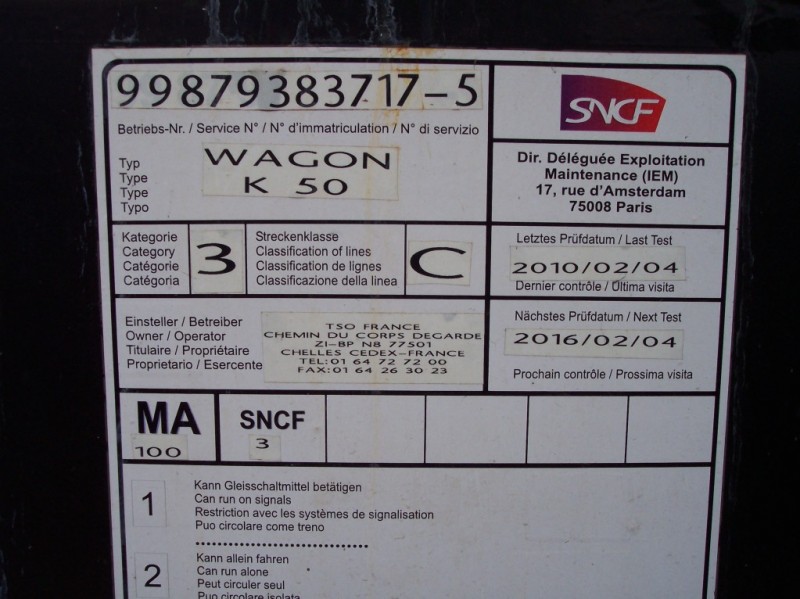 99879383717-5
Betriebs-Nr. / Service N° / N° d'immatriculation / N° di servizio
Typ
Type
Type
Typo
WAGON
K 50
SNCF
Dir. Déléguée Exploitation
Maintenance (IEM)
17, rue d'Amsterdam
75008 Paris
Kategorie
Category
Catégorie
Catégoria
3
Streckenklasse
Classification of lines
Classification de lignes
Classificazione della linea
C
Letztes Prüfdatum / Last Test
2010/02/04
Dernier contrôle / Ultima visita
Einsteller / Betreiber
Owner / Operator
Titulaire / Propriétaire
Proprietario / Esercente
TSO FRANCE
CHEMIN DU CORPS DEGARDE
ZI-BP N8 77501
CHELLES CEDEX-FRANCE
TEL:01 64 72 72 00
FAX:01 64 26 30 23
Nächstes Prüfdatum / Next Test
2016/02/04
Prochain contrôle / Prossima visita
MA
100
SNCF
3
1
Kann Gleisschaltmittel betätigen
Can run on signals
Restriction avec les systèmes de signalisation
Puo circolare come treno
2
Kann allein fahren
Can run alone
Peut circuler seul
Puo circolare isolata